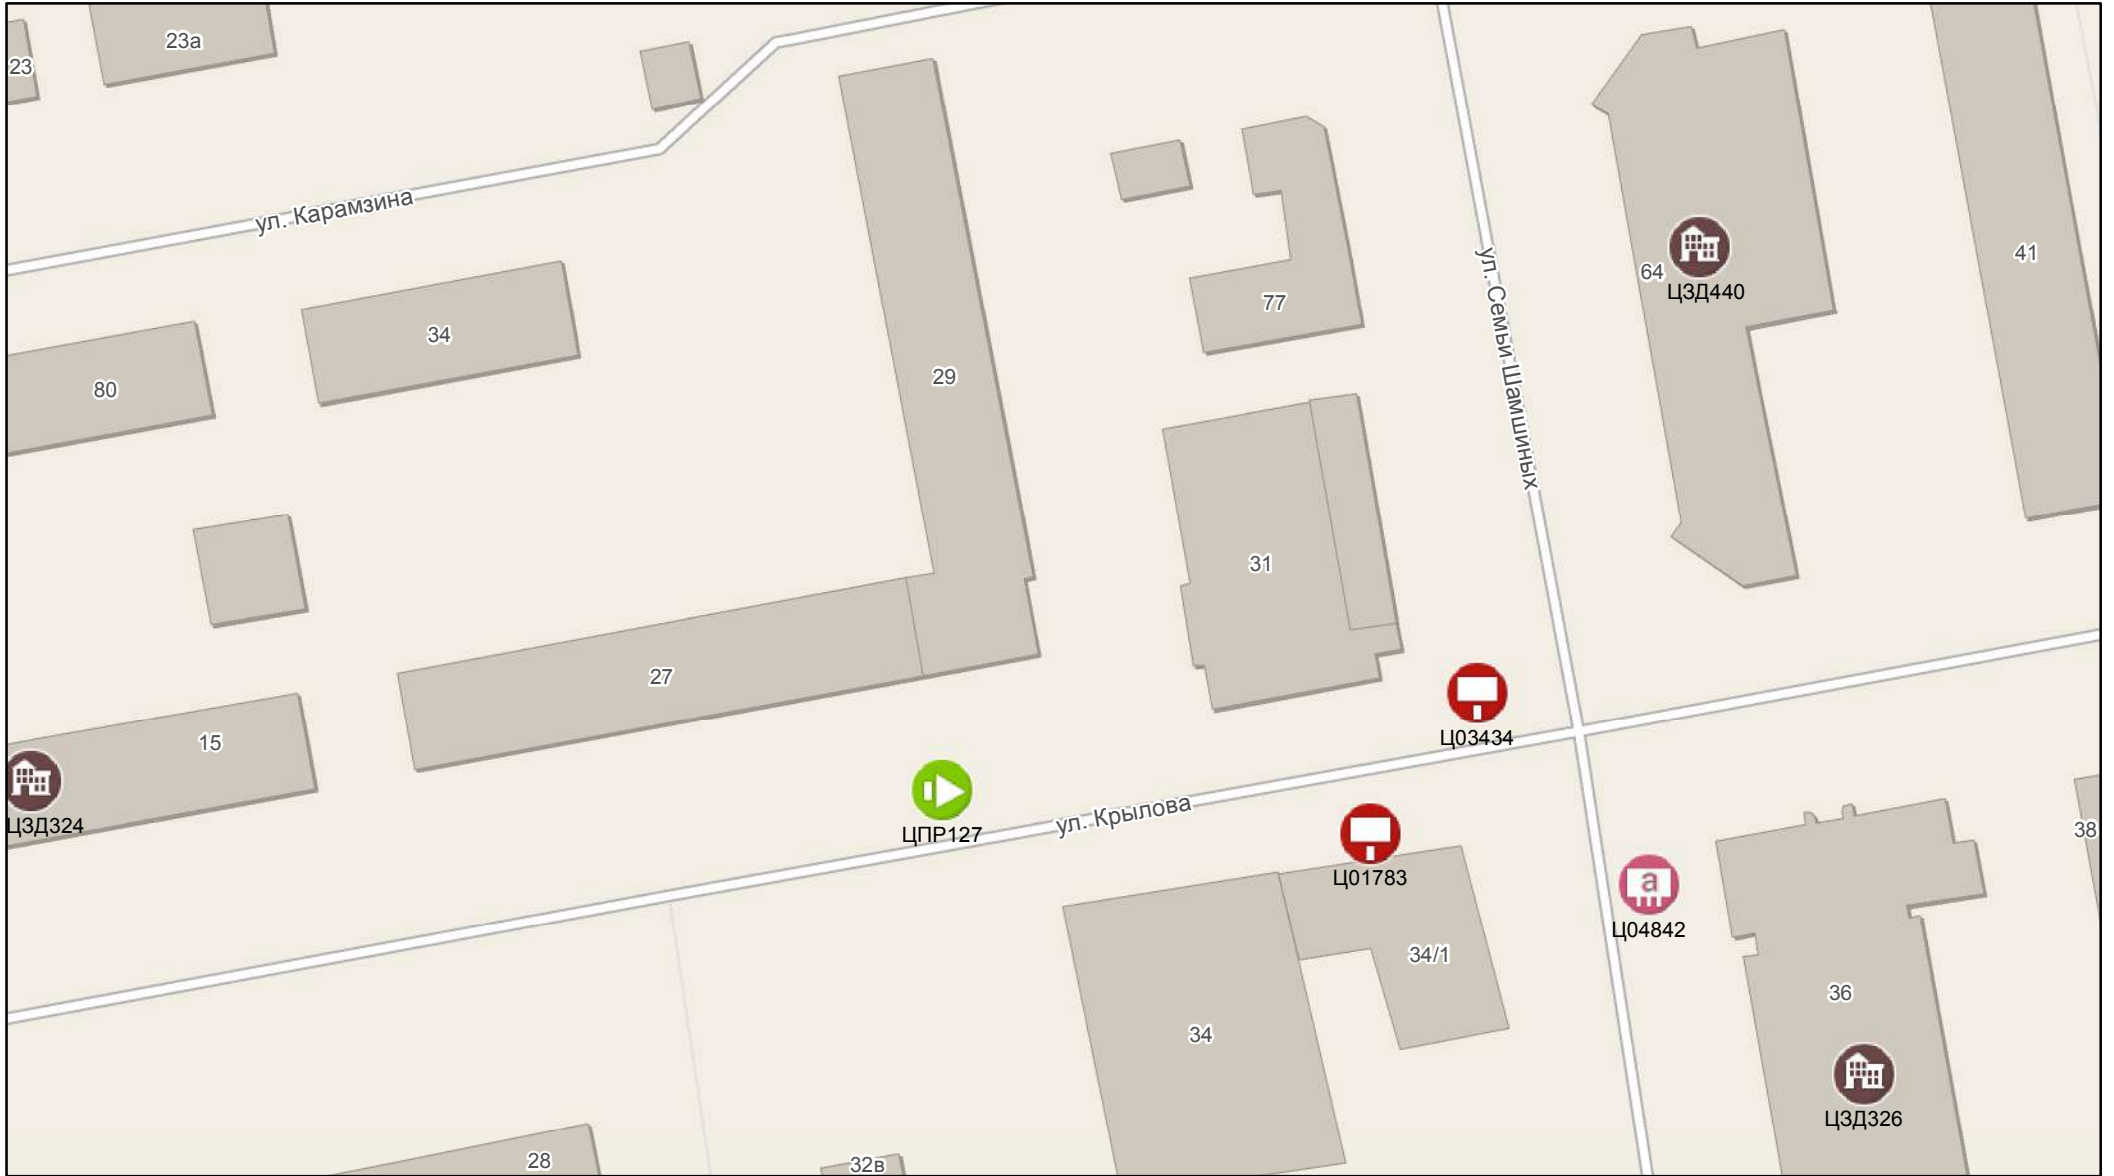 23а
23
ул. Карамзина
64
ЦЗД440
41
77
34
29
80
ул. Семьи Шамшиных
31
27
15
Ц03434
ЦЗД324
ЦПР127
ул. Крылова
38
Ц01783
Ц04842
а
34/1
36
34
ЦЗД326
28
32в